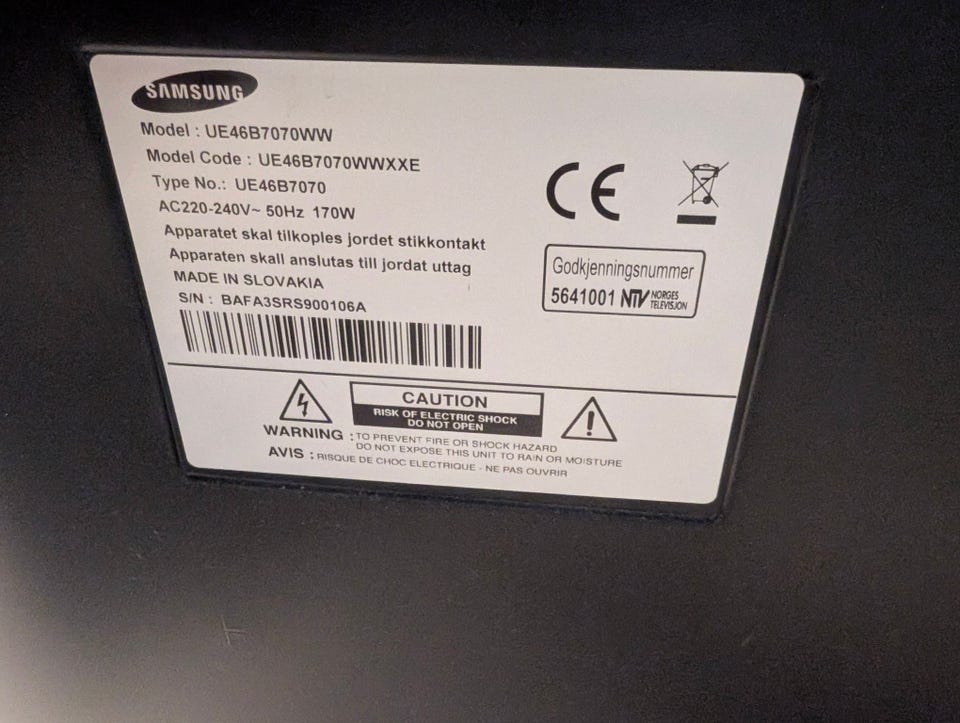 SAMSUNG
Model : UE46B7070WW
Model Code : UE46B7070WWXXE
Type No.: UE46B7070
AC220-240V~ 50Hz 170W
Apparatet skal tilkoples jordet stikkontakt
Apparaten skall anslutas till jordat uttag
MADE IN SLOVAKIA
S/N : BAFA3SRS900106A
CE
Godkjenningsnummer
5641001 NTV NORGES
TELEVISJON
CAUTION
RISK OF ELECTRIC SHOCK
DO NOT OPEN
WARNING : TO PREVENT FIRE OR SHOCK HAZARD
DO NOT EXPOSE THIS UNIT TO RAIN OR MOISTURE
AVIS : RISQUE DE CHOC ELECTRIQUE - NE PAS OUVRIR